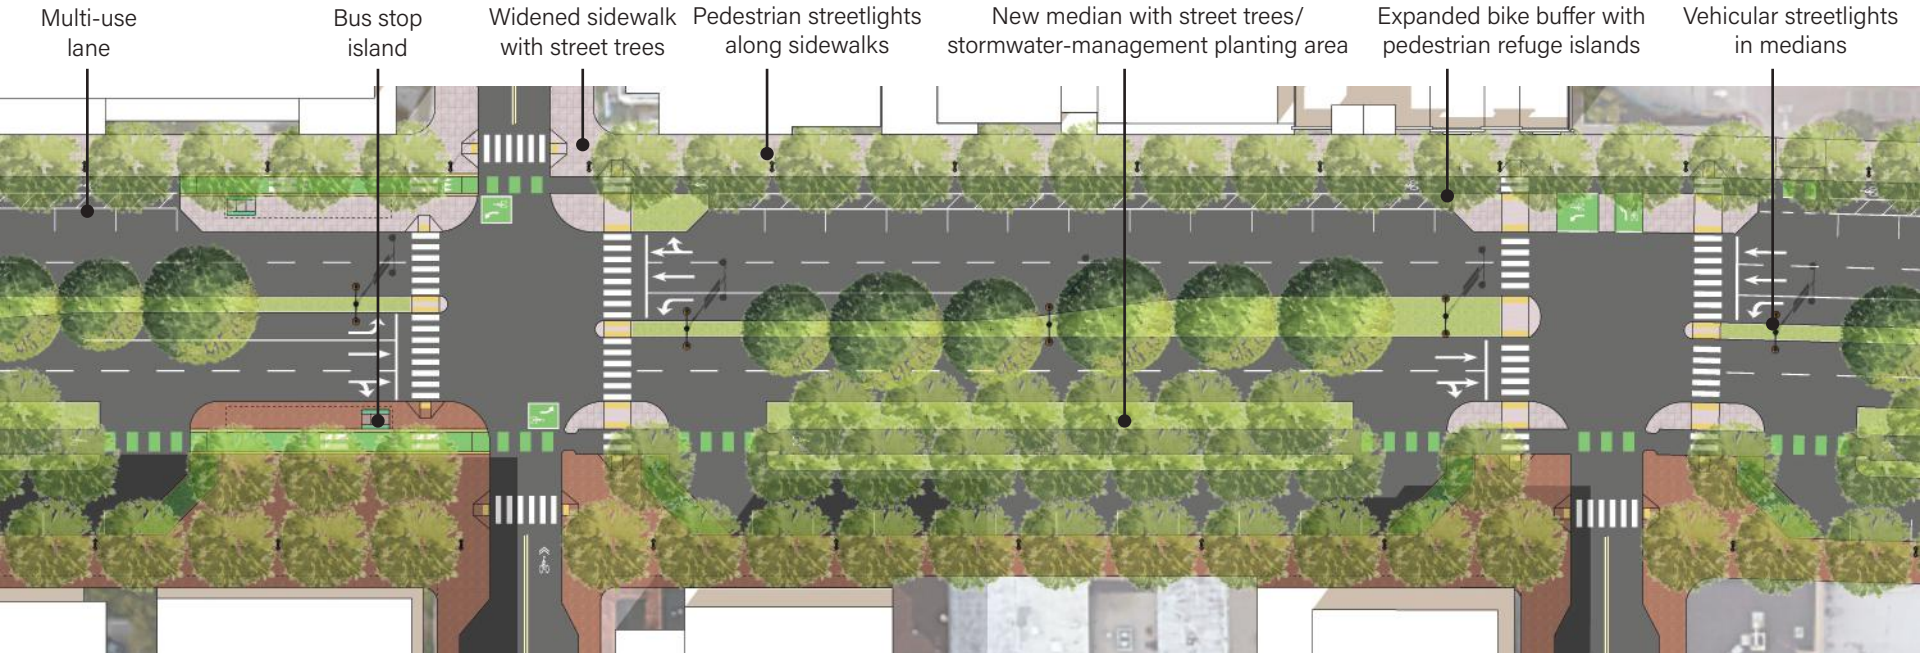 Multi-use
lane
Bus stop
island
Widened sidewalk
with street trees
Pedestrian streetlights
along sidewalks
New median with street trees/
stormwater-management planting area
Expanded bike buffer with
pedestrian refuge islands
Vehicular streetlights
in medians